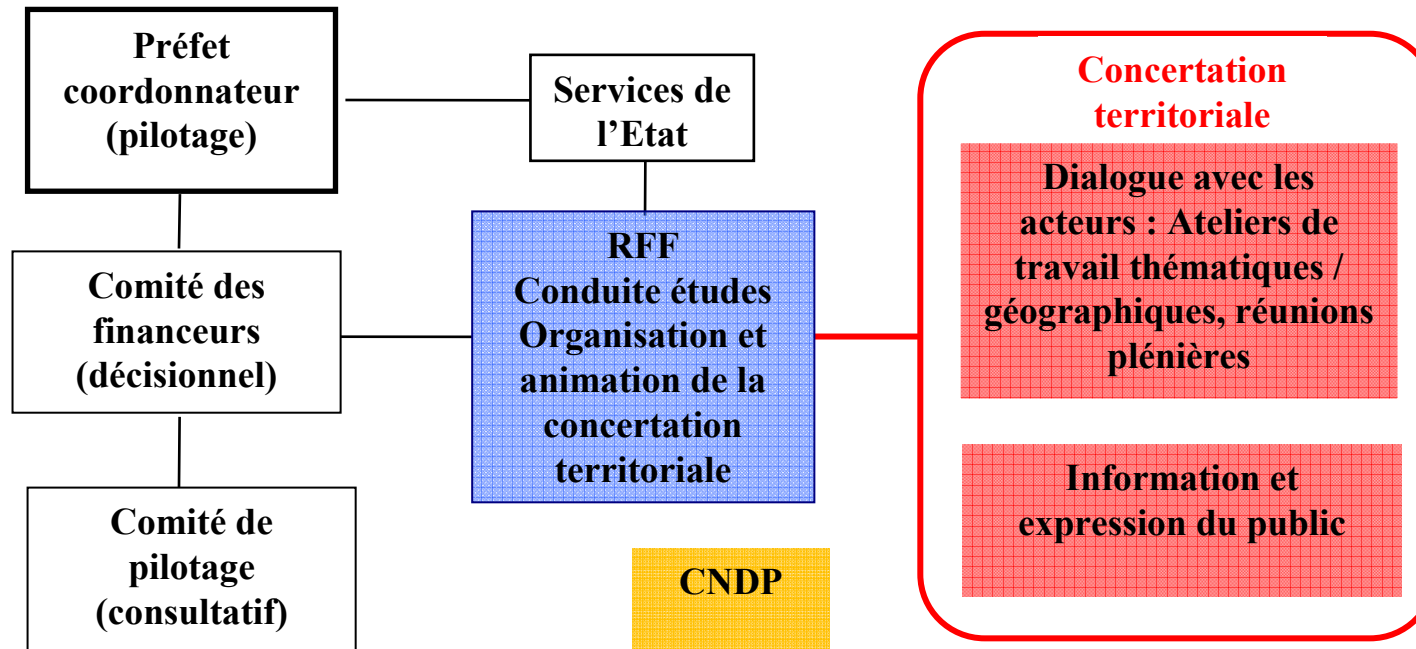 Préfet
coordonnateur
(pilotage)
Services de
l’Etat
Comité des
financeurs
(décisionnel)
RFF
Conduite études
Organisation et
animation de la
concertation
territoriale
Comité de
pilotage
(consultatif)
CNDP
Concertation
territoriale
Dialogue avec les
acteurs : Ateliers de
travail thématiques /
géographiques, réunions
plénières
Information et
expression du public